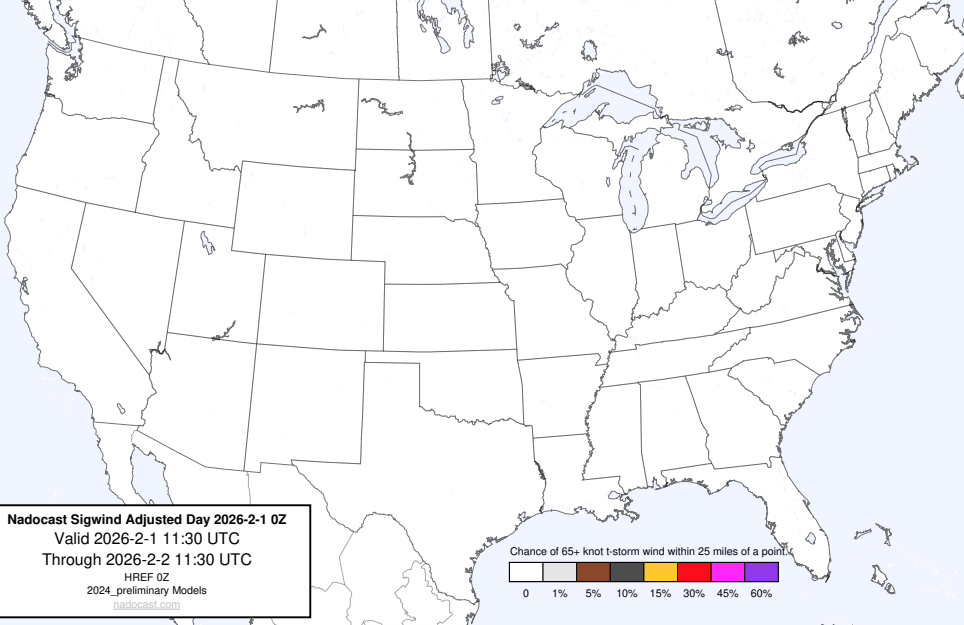 Nadocast Sigwind Adjusted Day 2026-2-1 0Z
Valid 2026-2-1 11:30 UTC
Through 2026-2-2 11:30 UTC
HREF 0Z
2024_preliminary Models
nadocast.com
Chance of 65+ knot t-storm wind within 25 miles of a point.
0 1% 5% 10% 15% 30% 45% 60%